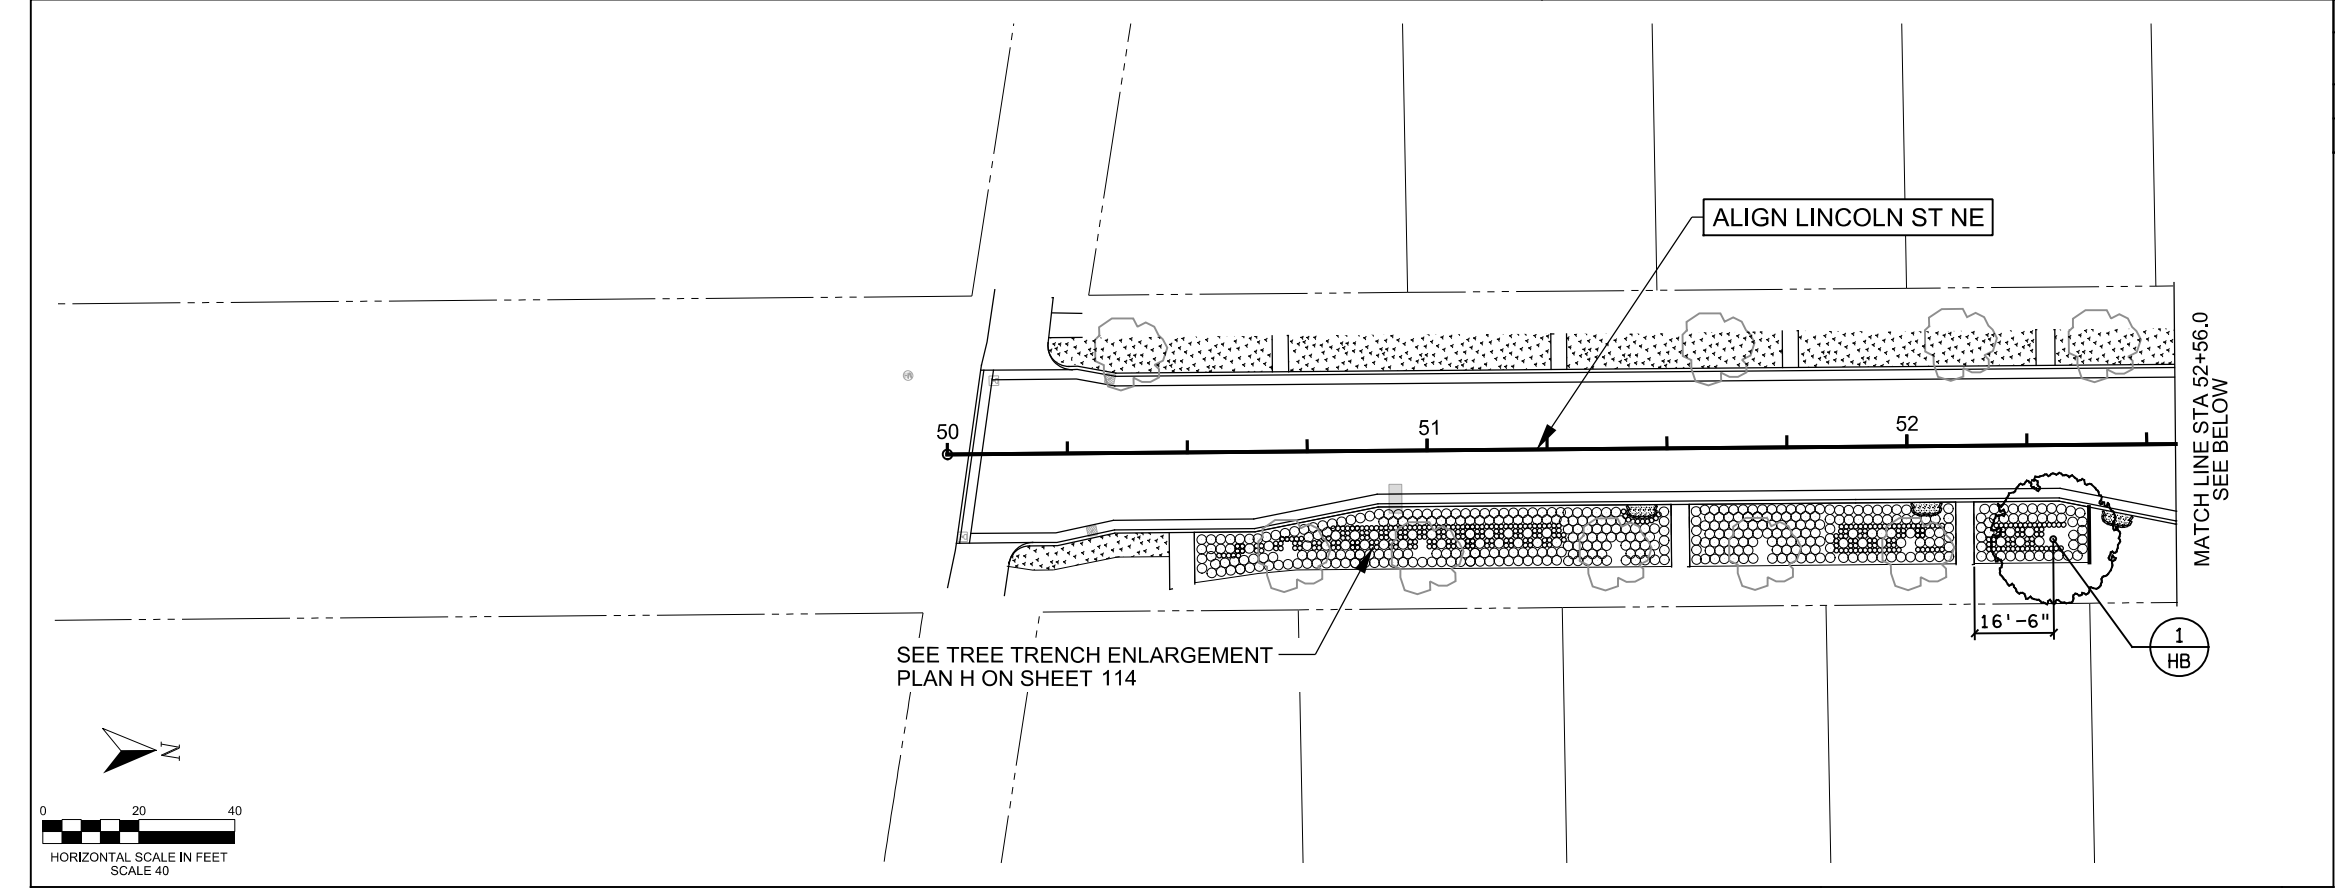 ALIGN LINCOLN ST NE
50
51
52
MATCH LINE STA 52+56.0
SEE BELOW
16'-6"
1
HB
SEE TREE TRENCH ENLARGEMENT
PLAN H ON SHEET 114
N
0 20 40
HORIZONTAL SCALE IN FEET
SCALE 40